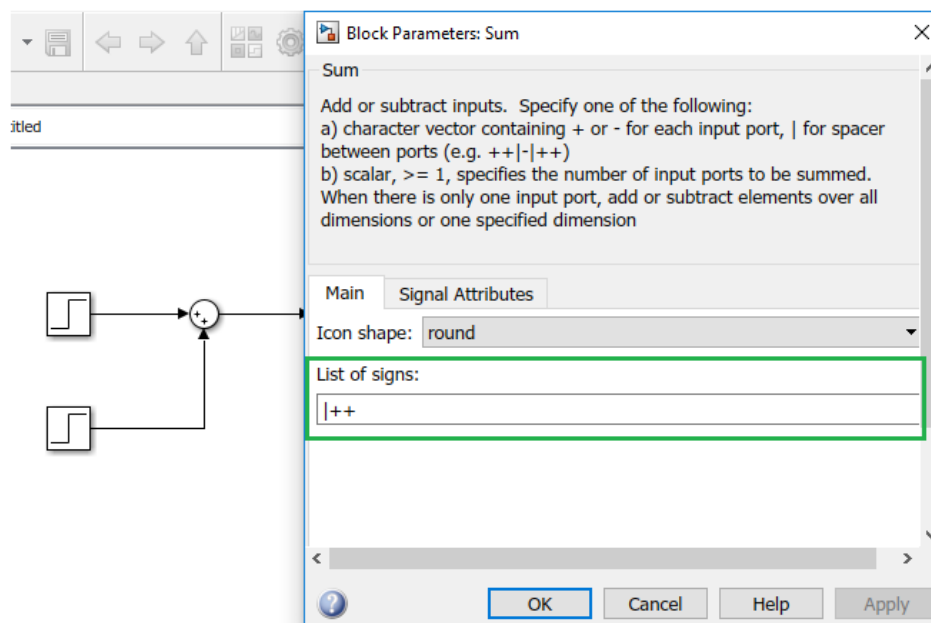 Block Parameters: Sum
Sum
Add or subtract inputs.  Specify one of the following:
a) character vector containing + or - for each input port, | for spacer
between ports (e.g. ++|-|++)
b) scalar, >= 1, specifies the number of input ports to be summed.
When there is only one input port, add or subtract elements over all
dimensions or one specified dimension
itled
Main
Signal Attributes
Icon shape: round
List of signs:
|++
++
OK
Cancel
Help
Apply